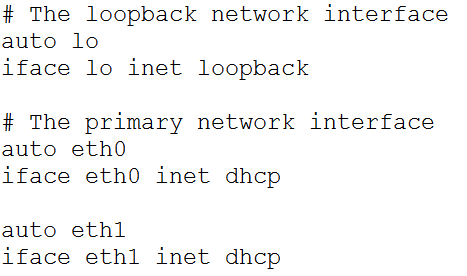 # The loopback network interface
auto lo
iface lo inet loopback
# The primary network interface
auto eth0
iface eth0 inet dhcp
auto eth1
iface eth1 inet dhcp